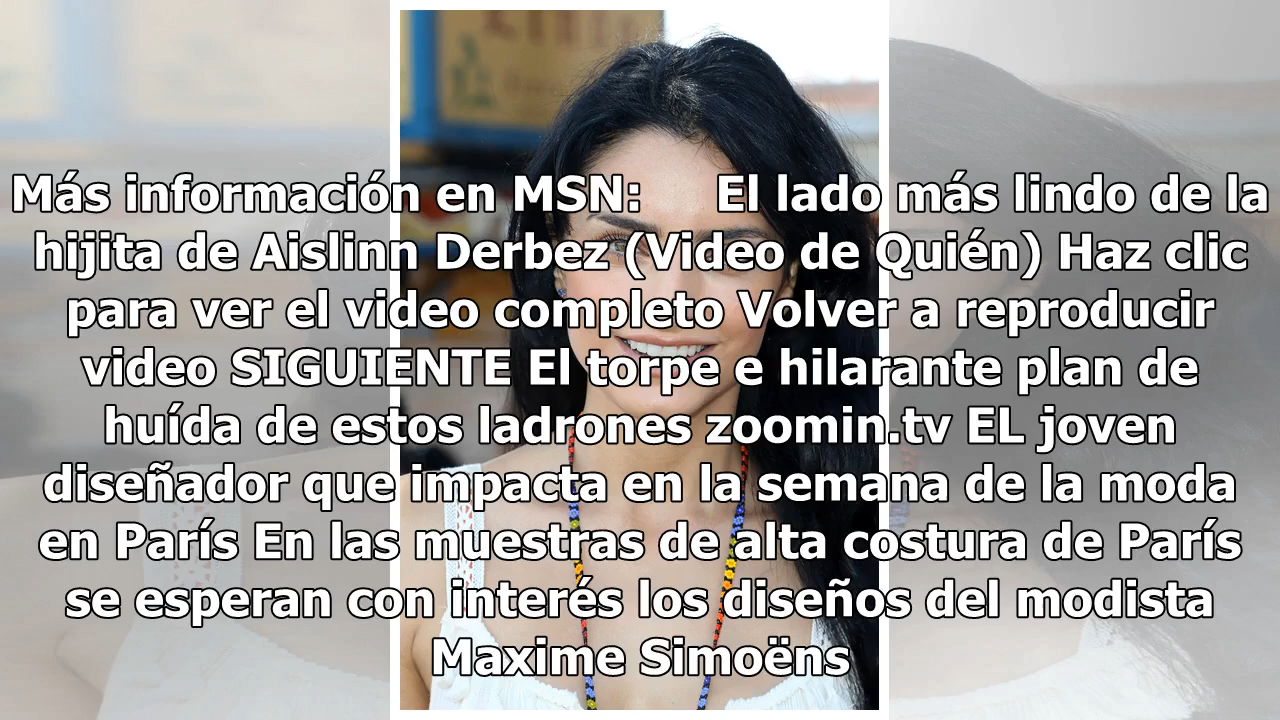 Más información en MSN: El lado más lindo de la
hijita de Aislinn Derbez (Video de Quién) Haz clic
para ver el video completo Volver a reproducir
video SIGUIENTE El torpe e hilarante plan de
huída de estos ladrones zoomin.tv EL joven
diseñador que impacta en la semana de la moda
en París En las muestras de alta costura de París
se esperan con interés los diseños del modista
Maxime Simoëns